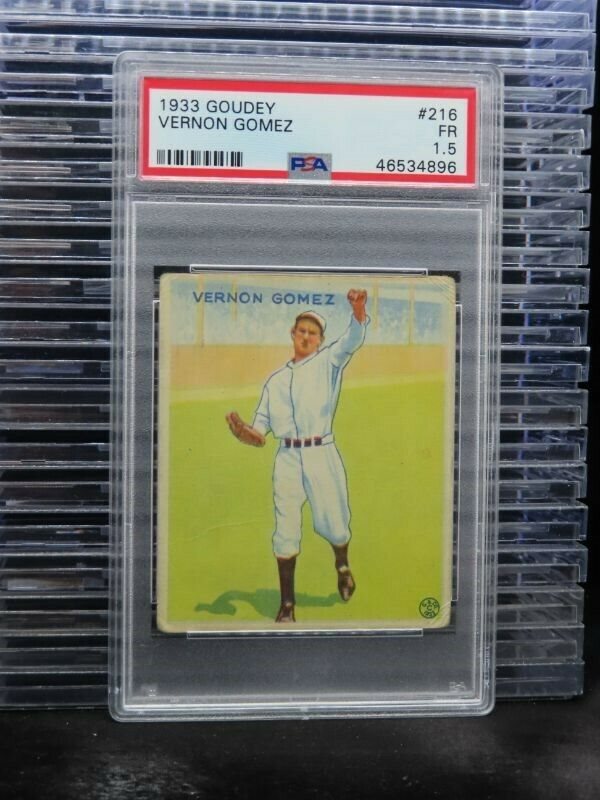 1933 GOUDEY #216
VERNON GOMEZ FR
1.5
PSA 46534896
VERNON GOMEZ